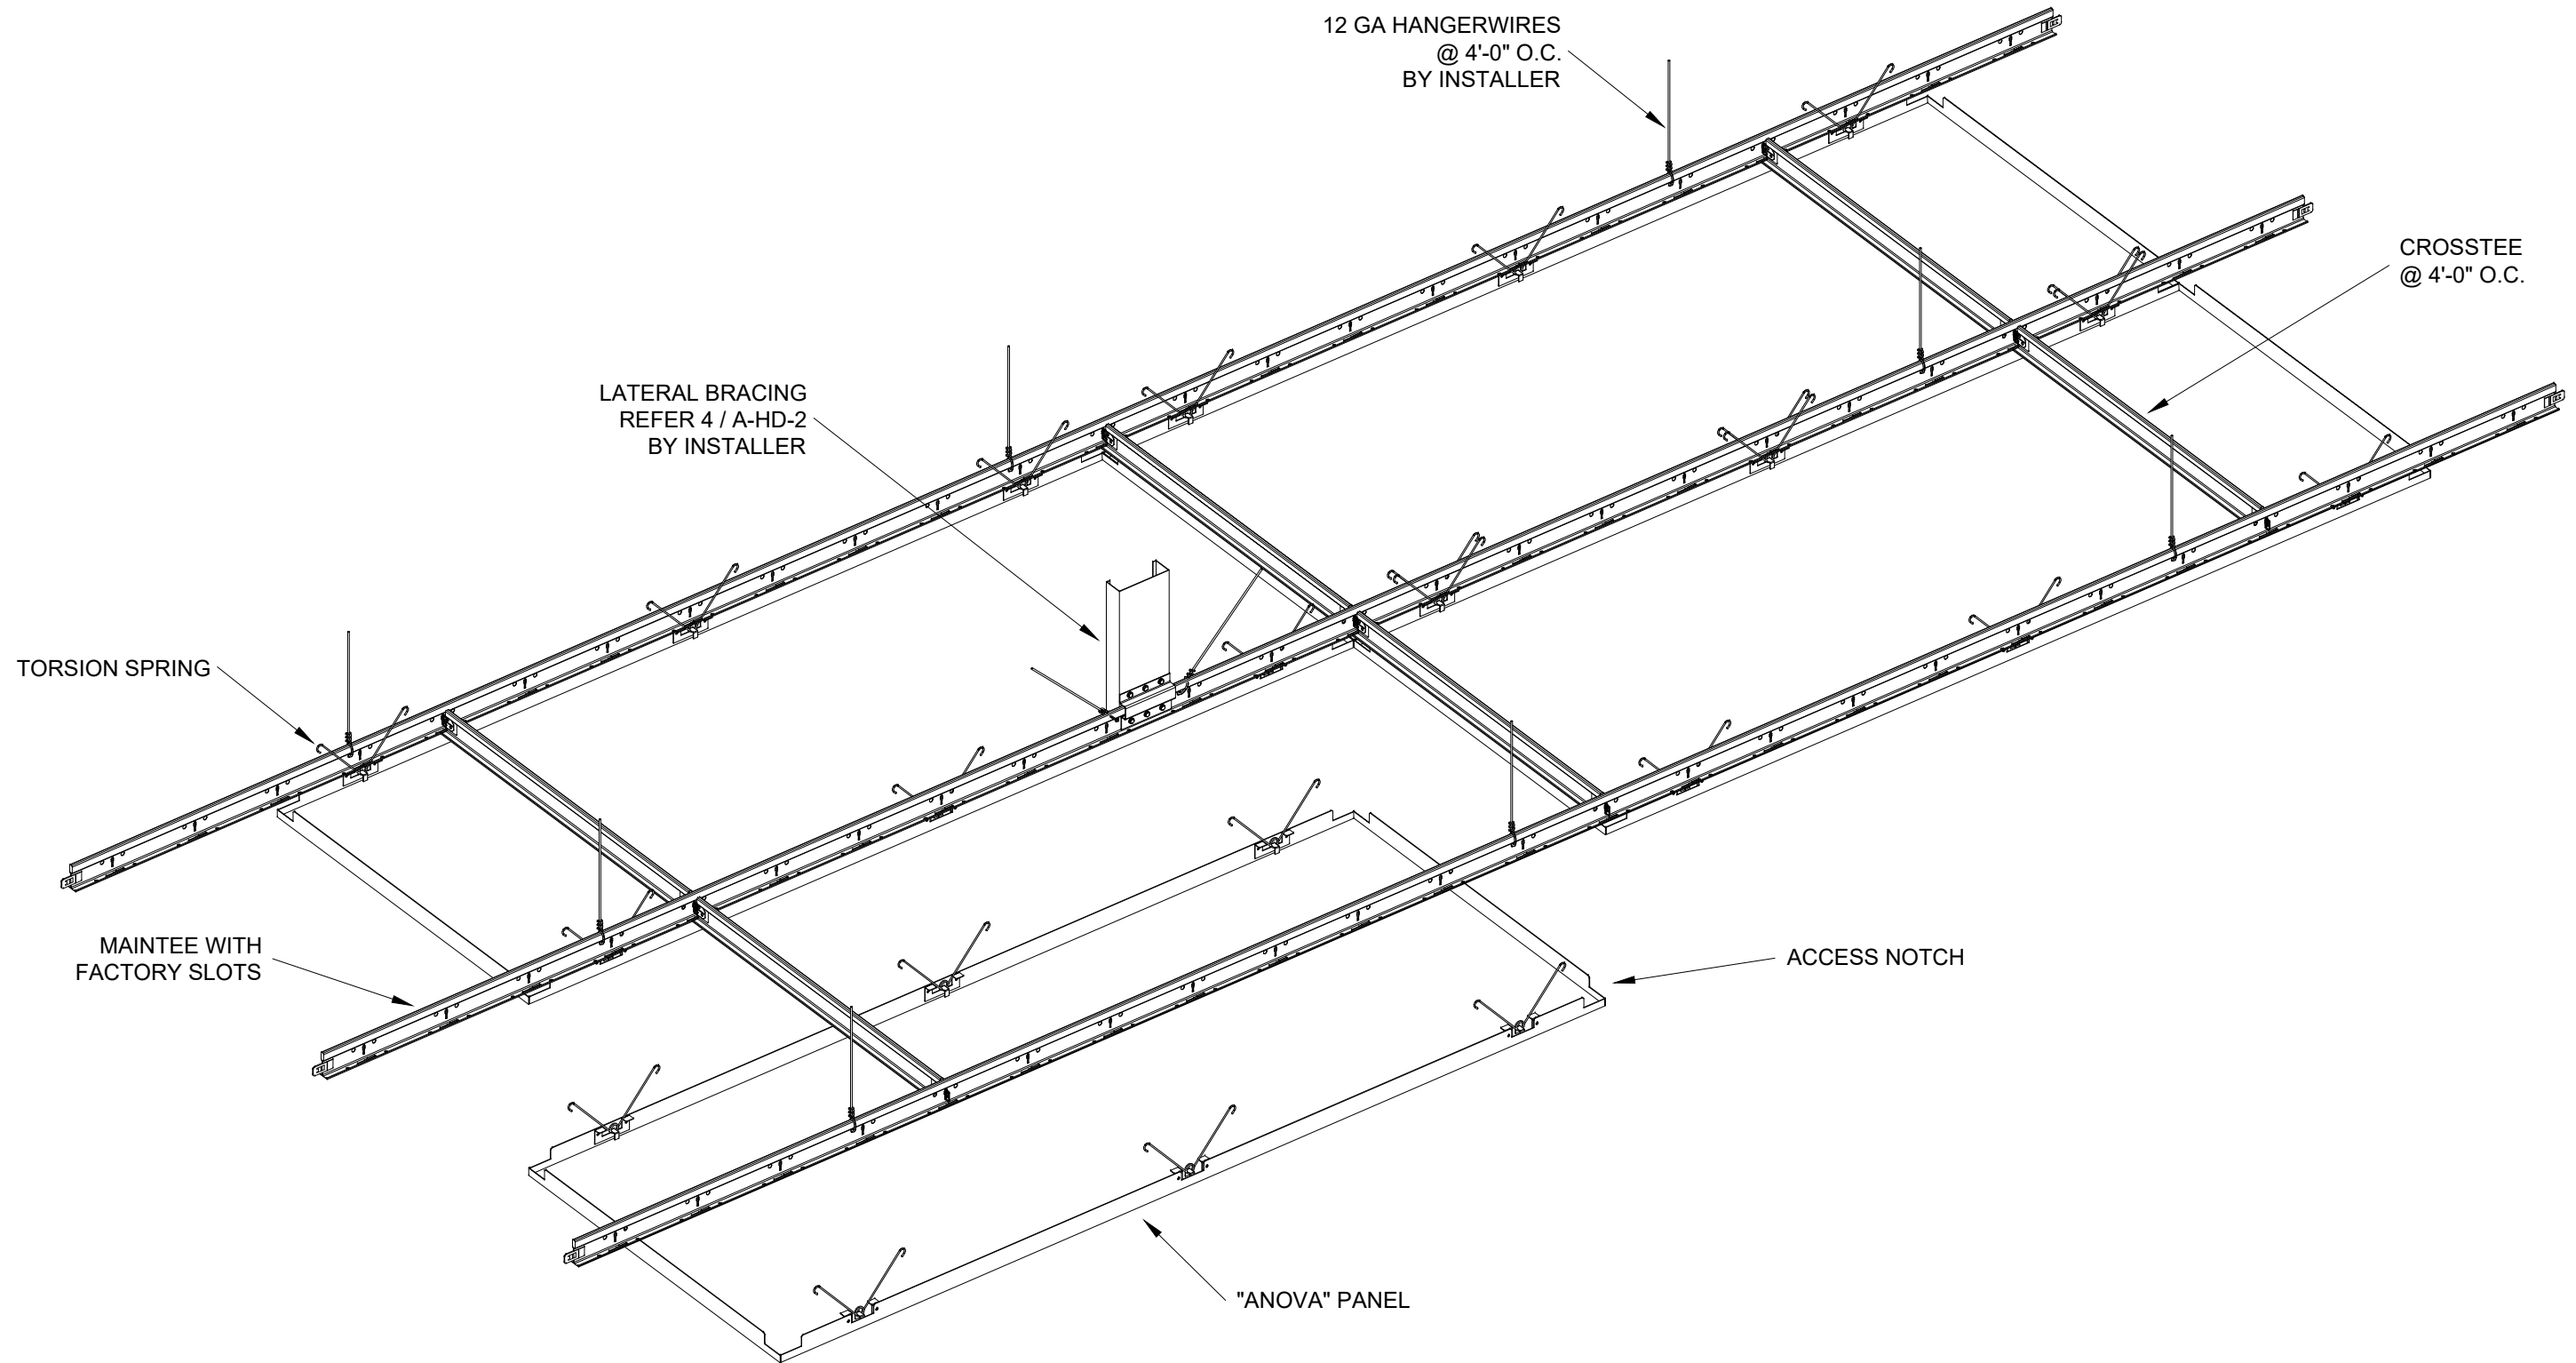 12 GA HANGERWIRES
@ 4'-0" O.C.
BY INSTALLER
CROSSTEE
@ 4'-0" O.C.
LATERAL BRACING
REFER 4 / A-HD-2
BY INSTALLER
TORSION SPRING
MAINTEE WITH
FACTORY SLOTS
ACCESS NOTCH
"ANOVA" PANEL